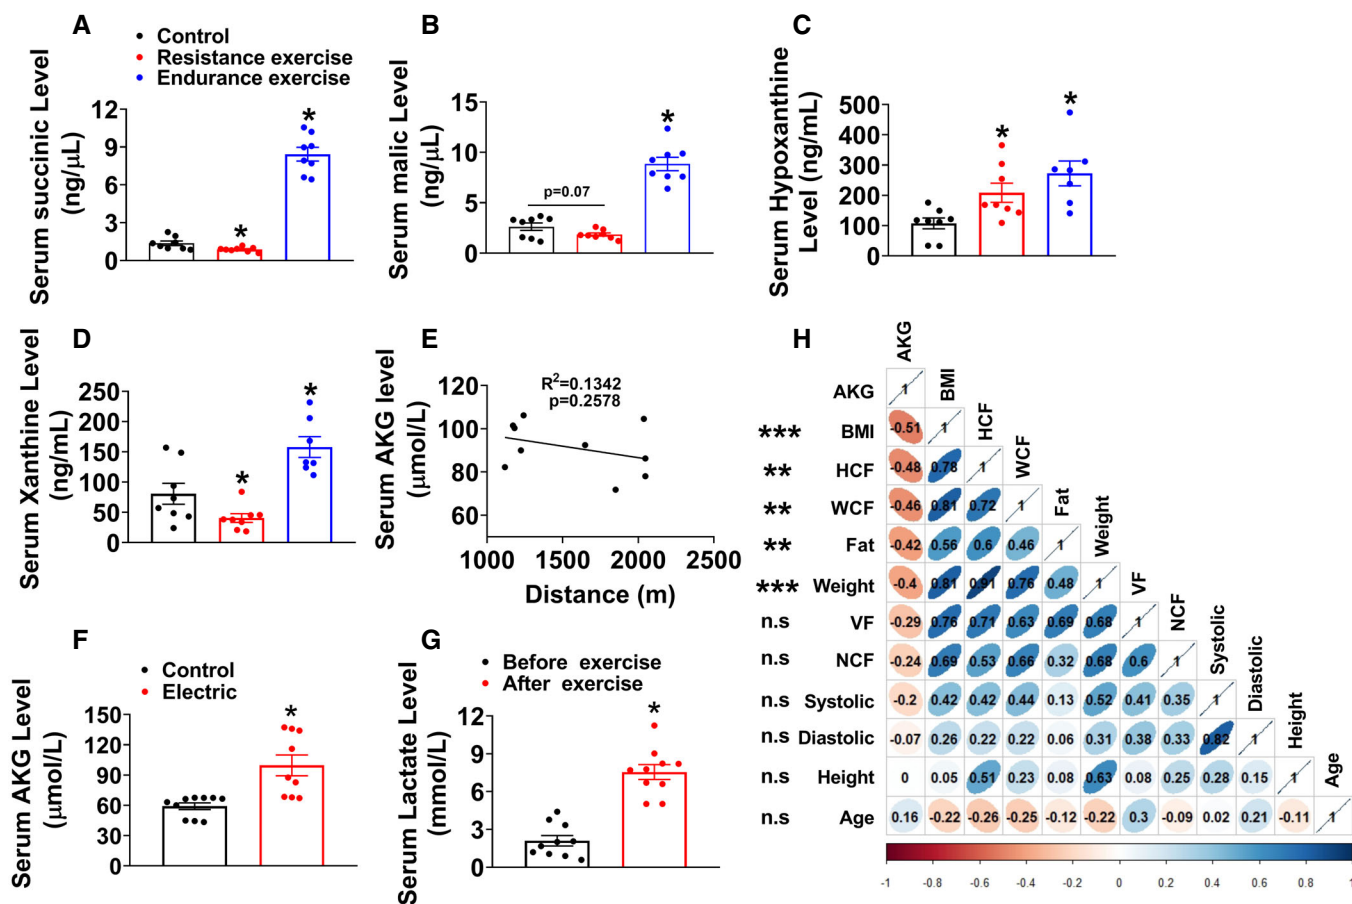 A
Control
Resistance exercise
Endurance exercise
Serum succinic Level
(ng/μL)
12
9
6
3
0
*
*
B
Serum malic Level
(ng/μL)
15
10
5
0
p=0.07
*
C
Serum Hypoxanthine
Level (ng/mL)
500
400
300
200
100
0
*
*
D
Serum Xanthine Level
(ng/mL)
250
200
150
100
50
0
*
*
E
Serum AKG level
(μmol/L)
120
100
80
60
R2=0.1342
p=0.2578
1000 1500 2000 2500
Distance (m)
F
Control
Electric
Serum AKG Level
(μmol/L)
150
120
90
60
30
0
*
G
Before exercise
After exercise
Serum Lactate Level
(mmol/L)
12
9
6
3
0
*
H
AKG
BMI
HCF
WCF
Fat
Weight
VF
NCF
Systolic
Diastolic
Height
Age
AKG 1
*** BMI -0.51 1
** HCF -0.48 0.78 1
** WCF -0.46 0.81 0.72 1
** Fat -0.42 0.56 0.6 0.46 1
*** Weight -0.4 0.81 0.91 0.76 0.48 1
n.s VF -0.29 0.76 0.71 0.63 0.69 0.68 1
n.s NCF -0.24 0.69 0.53 0.66 0.32 0.68 0.6 1
n.s Systolic -0.2 0.42 0.42 0.44 0.13 0.52 0.41 0.35 1
n.s Diastolic -0.07 0.26 0.22 0.22 0.06 0.31 0.38 0.33 0.82 1
n.s Height 0 0.05 0.51 0.23 0.08 0.63 0.08 0.25 0.28 0.15 1
n.s Age 0.16 -0.22 -0.26 -0.25 -0.12 -0.22 0.3 -0.09 0.02 0.21 -0.11 1
-1 -0.8 -0.6 -0.4 -0.2 0 0.2 0.4 0.6 0.8 1